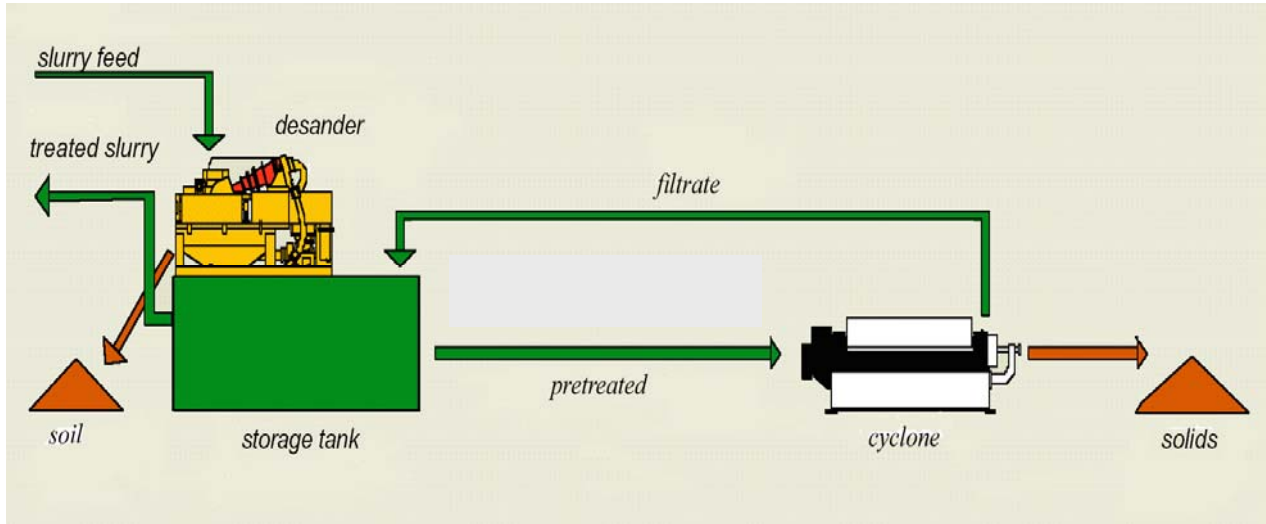 slurry feed
desander
treated slurry
filtrate
pretreated
soil
storage tank
cyclone
solids